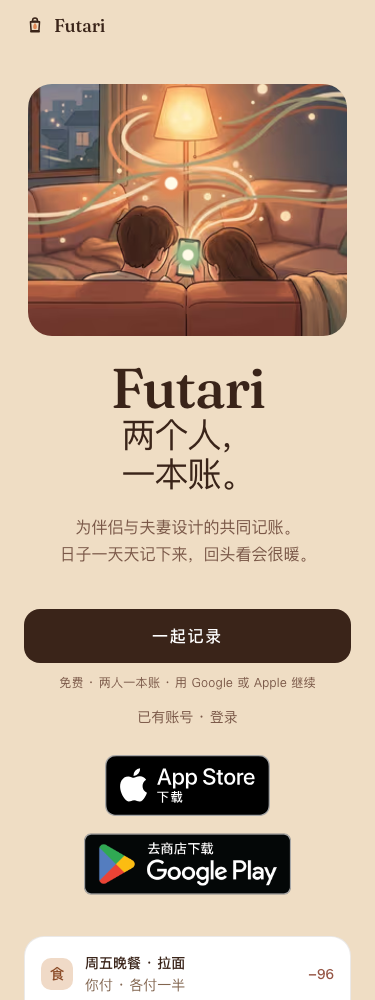 Futari
Futari
两个人，
一本账。
为伴侣与夫妻设计的共同记账。
日子一天天记下来，回头看会很暖。
一起记录
免费 · 两人一本账 · 用 Google 或 Apple 继续
已有账号 · 登录
App Store
下载
去商店下载
Google Play
食
周五晚餐 · 拉面
−96
你付 · 各付一半